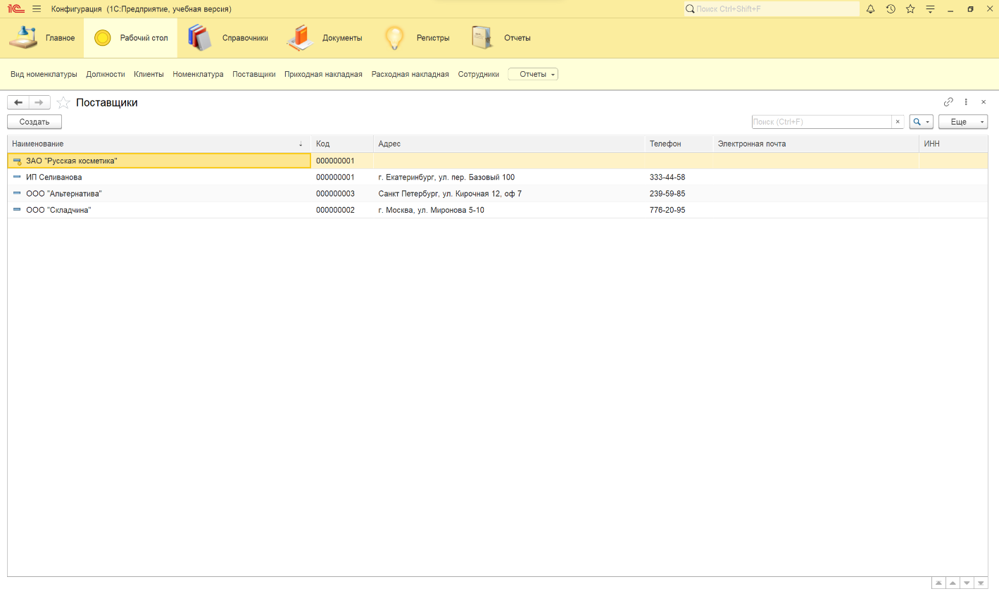 1С Конфигурация (1С:Предприятие, учебная версия) Поиск Ctrl+Shift+F
Главное Рабочий стол Справочники Документы Регистры Отчеты
Вид номенклатуры Должности Клиенты Номенклатура Поставщики Приходная накладная Расходная накладная Сотрудники Отчеты
Поставщики
Создать Поиск (Ctrl+F) × Еще
Наименование ↓ Код Адрес Телефон Электронная почта ИНН
ЗАО "Русская косметика" 000000001
ИП Селиванова 000000001 г. Екатеринбург, ул. пер. Базовый 100 333-44-58
ООО "Альтернатива" 000000003 Санкт Петербург, ул. Кирочная 12, оф 7 239-59-85
ООО "Складчина" 000000002 г. Москва, ул. Миронова 5-10 776-20-95